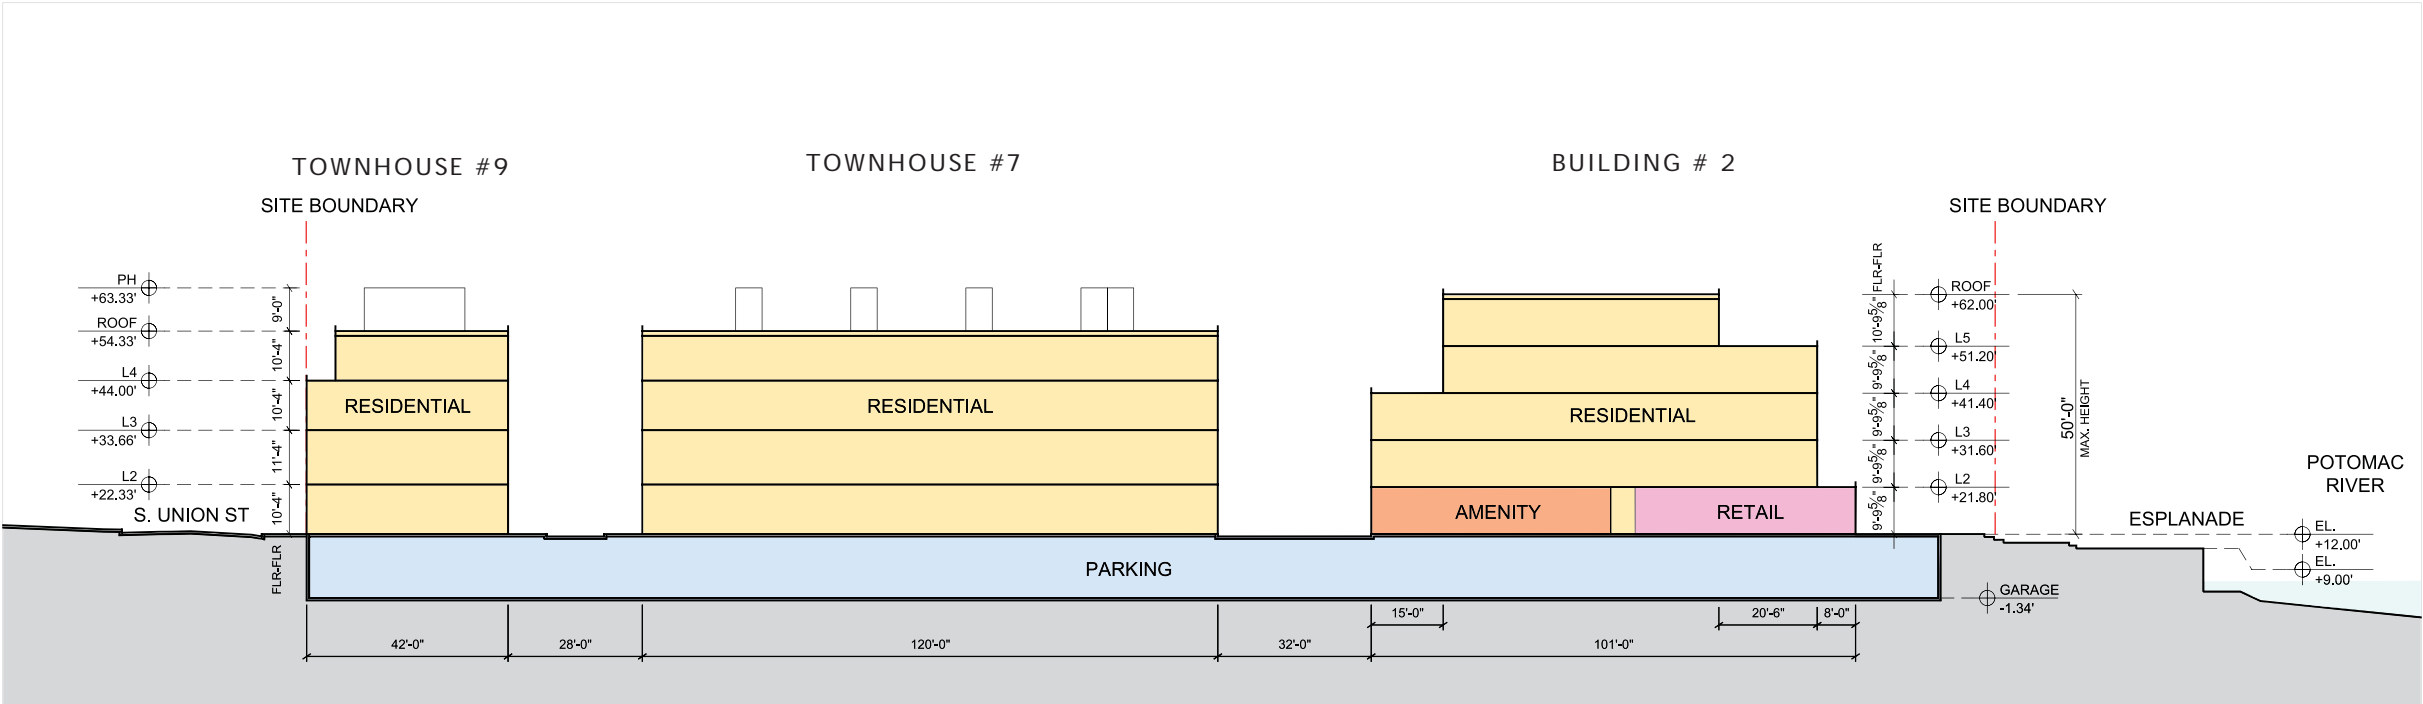 TOWNHOUSE #9
TOWNHOUSE #7
BUILDING # 2
SITE BOUNDARY
SITE BOUNDARY
PH
+63.33'
ROOF
+54.33'
L4
+44.00'
L3
+33.66'
L2
+22.33'
S. UNION ST
9'-0"
10'-4"
10'-4"
11'-4"
10'-4"
FLR-FLR
RESIDENTIAL
RESIDENTIAL
RESIDENTIAL
AMENITY
RETAIL
PARKING
FLR-FLR
10'-9⅝"
9'-9⅝"
9'-9⅝"
9'-9⅝"
9'-9⅝"
ROOF
+62.00'
L5
+51.20'
L4
+41.40'
L3
+31.60'
L2
+21.80'
50'-0"
MAX. HEIGHT
POTOMAC
RIVER
ESPLANADE
EL.
+12.00'
EL.
+9.00'
GARAGE
-1.34'
15'-0"
20'-6"
8'-0"
42'-0"
28'-0"
120'-0"
32'-0"
101'-0"